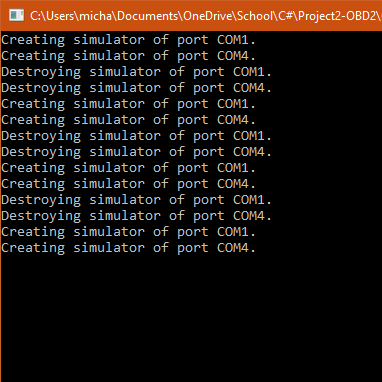 C:\Users\micha\Documents\OneDrive\School\C#\Project2-OBD2\
Creating simulator of port COM1.
Creating simulator of port COM4.
Destroying simulator of port COM1.
Destroying simulator of port COM4.
Creating simulator of port COM1.
Creating simulator of port COM4.
Destroying simulator of port COM1.
Destroying simulator of port COM4.
Creating simulator of port COM1.
Creating simulator of port COM4.
Destroying simulator of port COM1.
Destroying simulator of port COM4.
Creating simulator of port COM1.
Creating simulator of port COM4.